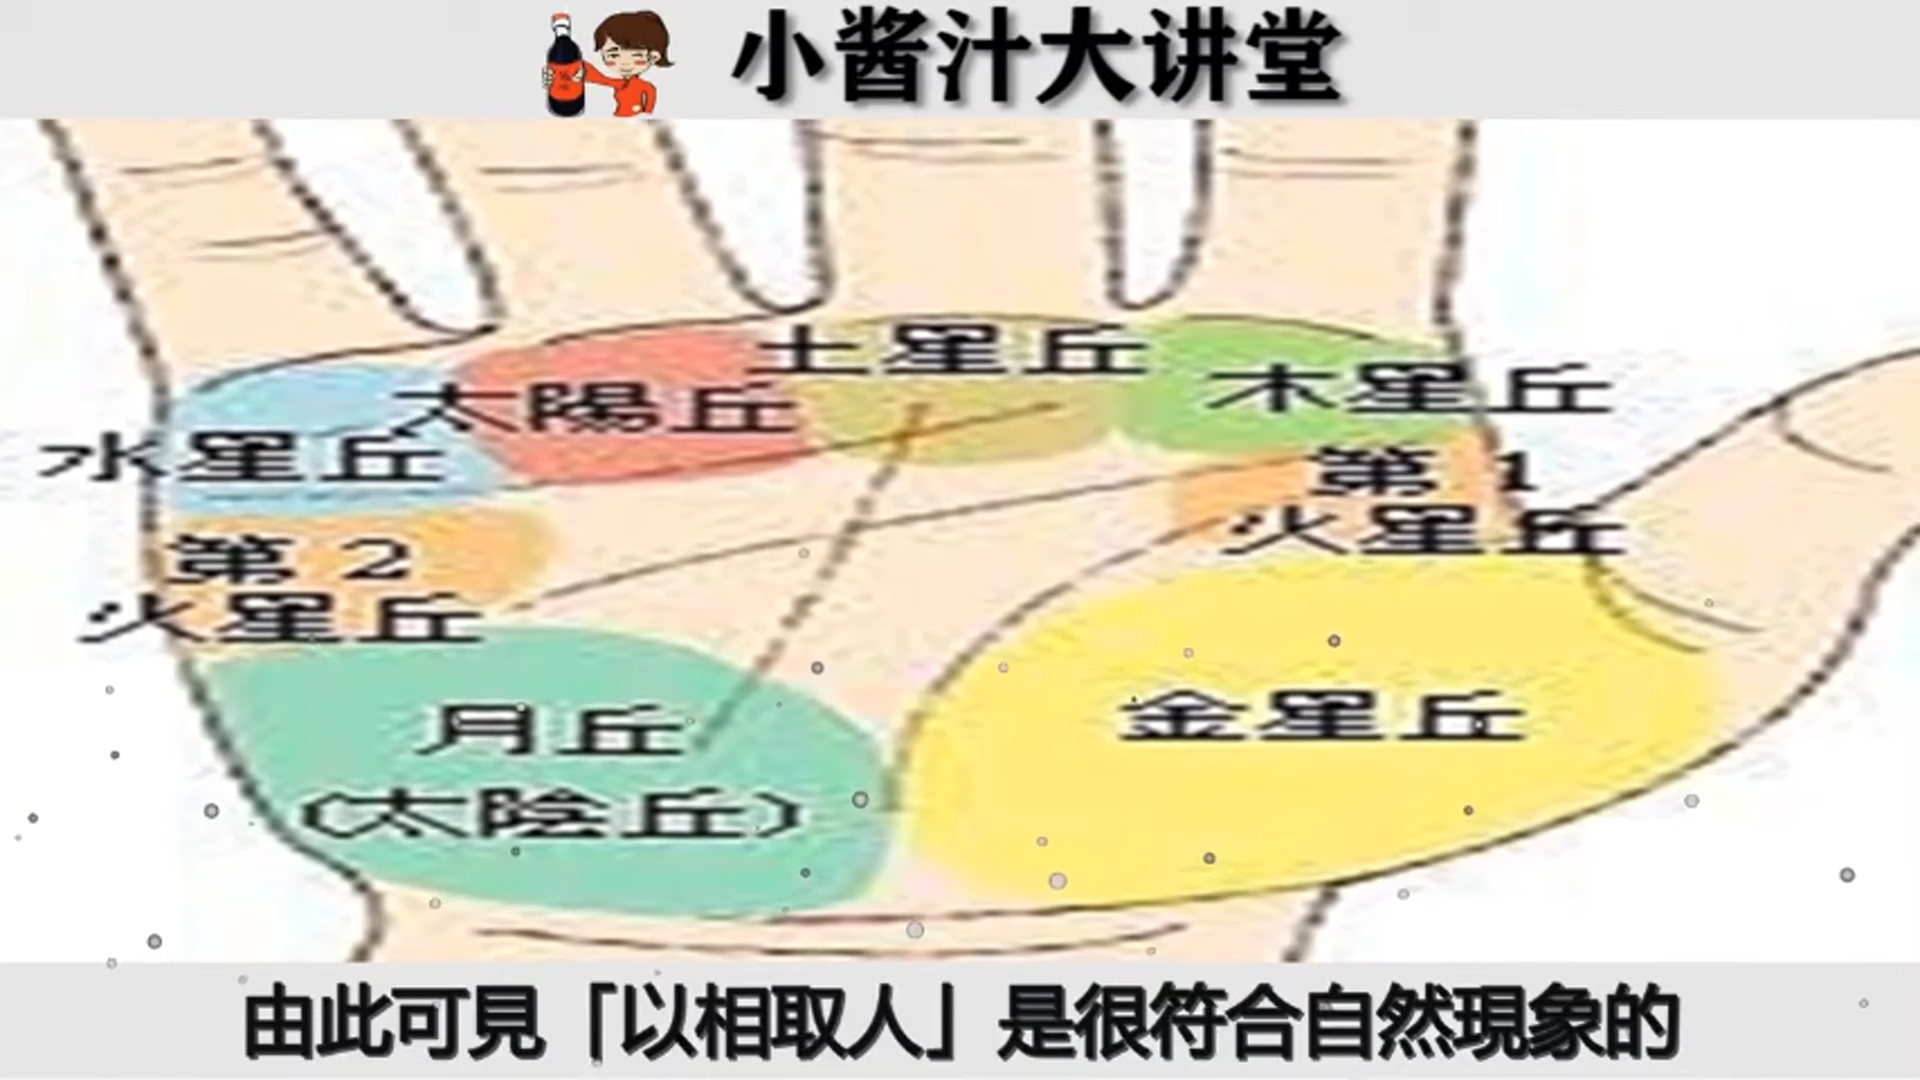 小酱汁大讲堂
土星丘
太陽丘
木星丘
水星丘
第1
火星丘
第2
火星丘
月丘
(太陰丘)
金星丘
由此可見「以相取人」是很符合自然現象的